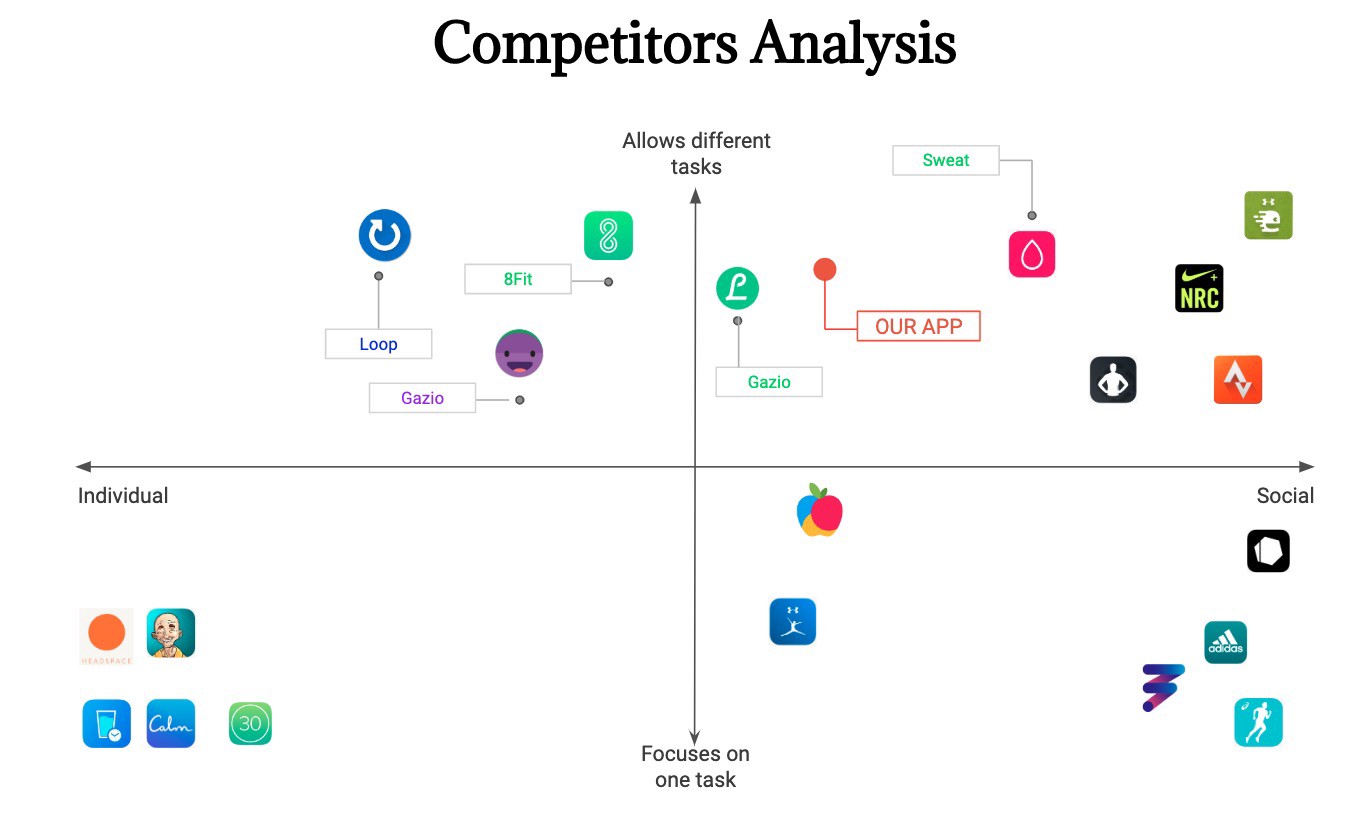 Competitors Analysis
Allows different
tasks
Sweat
8Fit
OUR APP
NRC
Loop
Gazio
Gazio
Individual
Social
HEADSPACE
adidas
Calm
30
Focuses on
one task